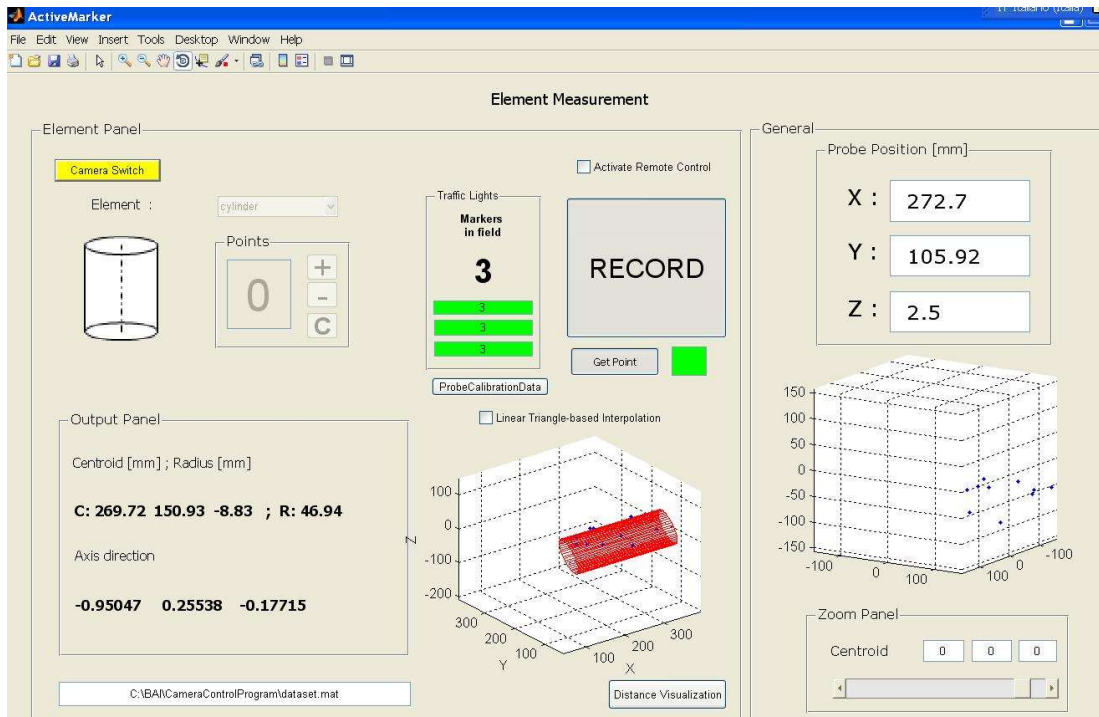 IT Italiano (Italia)
ActiveMarker
File Edit View Insert Tools Desktop Window Help
Element Measurement
Element Panel
Camera Switch
Element :
cylinder
Points
0
+
-
C
Traffic Lights
Markers
in field
3
3
3
3
ProbeCalibrationData
Activate Remote Control
RECORD
Get Point
Linear Triangle-based Interpolation
Output Panel
Centroid [mm] ; Radius [mm]
C: 269.72 150.93 -8.83 ; R: 46.94
Axis direction
-0.95047 0.25538 -0.17715
C:\BAI\CameraControlProgram\dataset.mat
100
0
-100
-200
Z
300
200
100
Y
100
200
300
X
Distance Visualization
General
Probe Position [mm]
X : 272.7
Y : 105.92
Z : 2.5
150
100
50
0
-50
-100
-150
-100
0
100
100
0
-100
Zoom Panel
Centroid 0 0 0